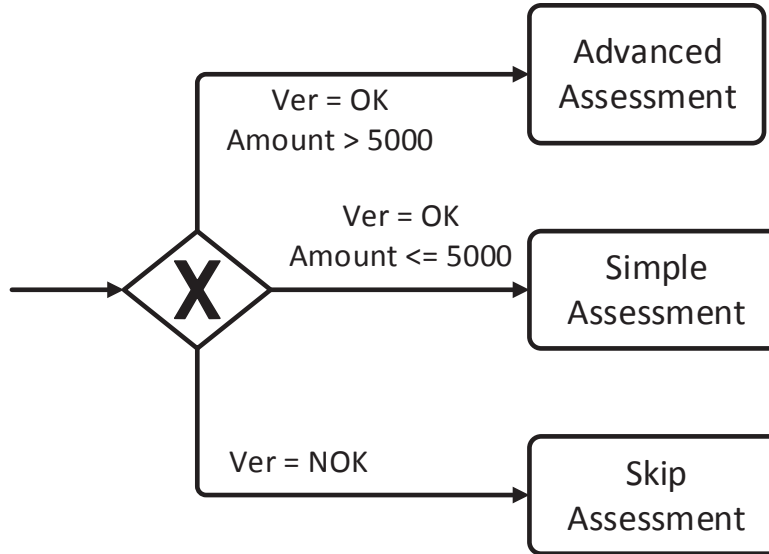 Advanced
Assessment
Ver = OK
Amount > 5000
Ver = OK
Amount <= 5000
Simple
Assessment
X
Ver = NOK
Skip
Assessment